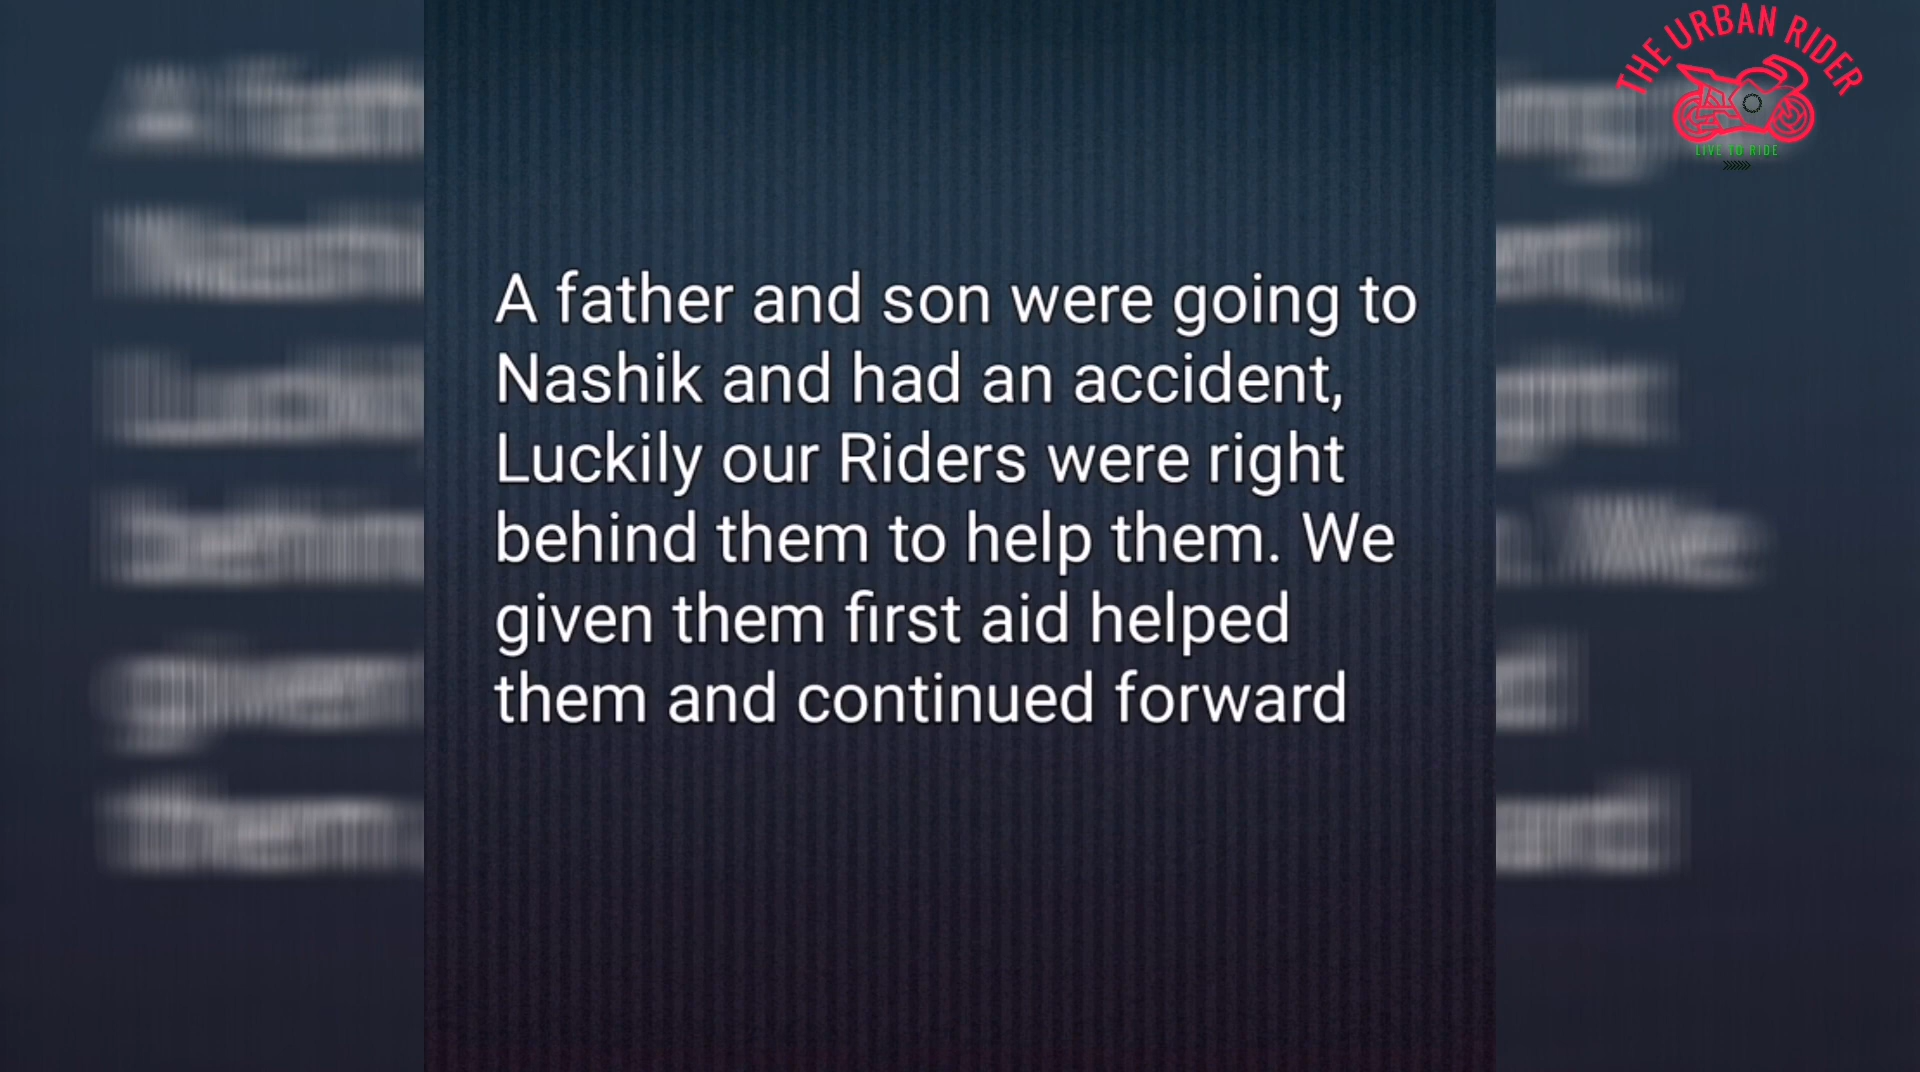 THE URBAN RIDER
LIVE TO RIDE
A father and son were going to
Nashik and had an accident,
Luckily our Riders were right
behind them to help them. We
given them first aid helped
them and continued forward